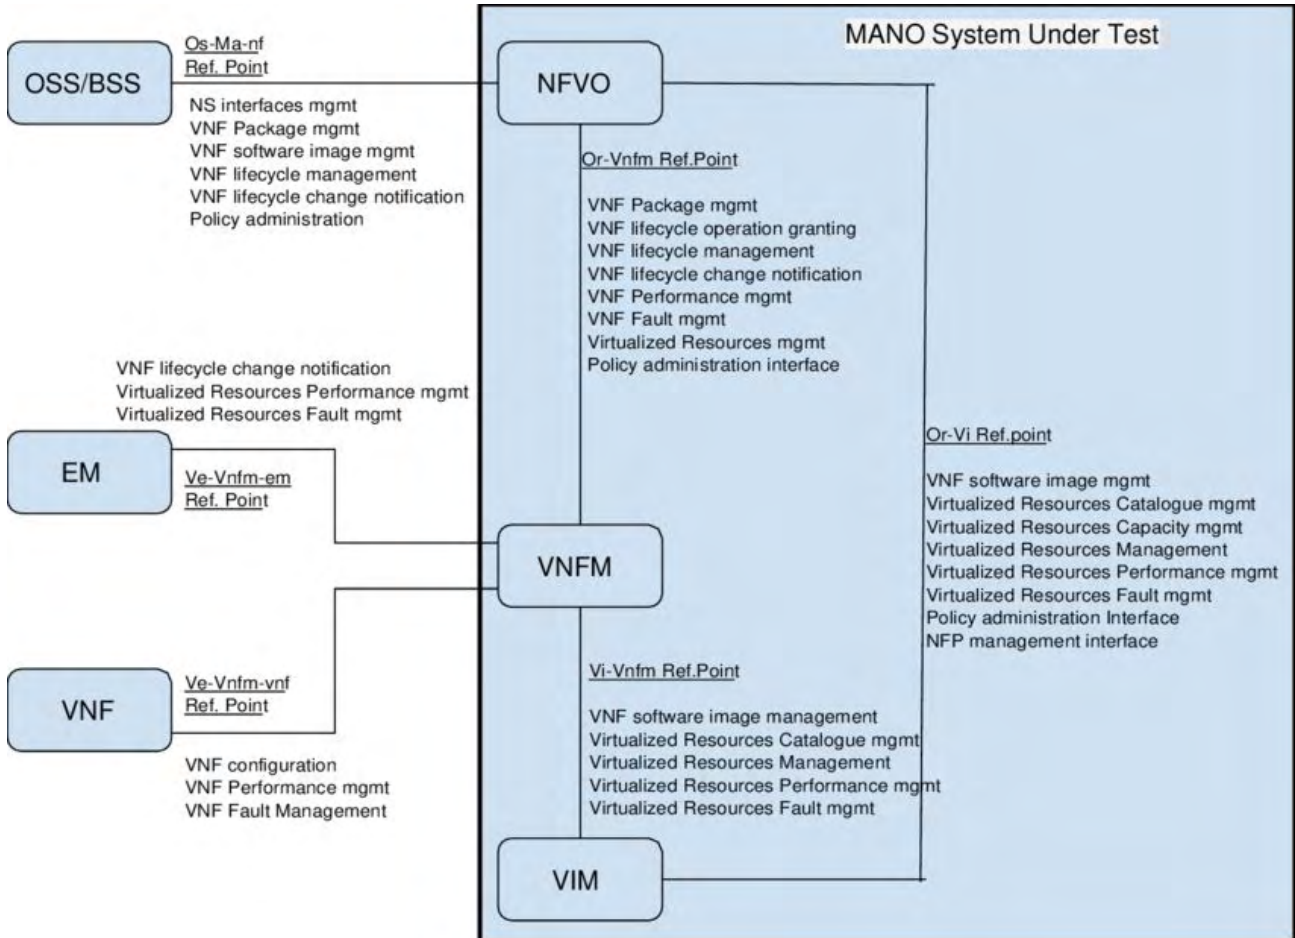 MANO System Under Test
OSS/BSS
Os-Ma-nf
Ref. Point
NS interfaces mgmt
VNF Package mgmt
VNF software image mgmt
VNF lifecycle management
VNF lifecycle change notification
Policy administration
NFVO
Or-Vnfm Ref.Point
VNF Package mgmt
VNF lifecycle operation granting
VNF lifecycle management
VNF lifecycle change notification
VNF Performance mgmt
VNF Fault mgmt
Virtualized Resources mgmt
Policy administration interface
VNF lifecycle change notification
Virtualized Resources Performance mgmt
Virtualized Resources Fault mgmt
EM
Ve-Vnfm-em
Ref. Point
Or-Vi Ref.point
VNF software image mgmt
Virtualized Resources Catalogue mgmt
Virtualized Resources Capacity mgmt
Virtualized Resources Management
Virtualized Resources Performance mgmt
Virtualized Resources Fault mgmt
Policy administration Interface
NFP management interface
VNFM
VNF
Ve-Vnfm-vnf
Ref. Point
VNF configuration
VNF Performance mgmt
VNF Fault Management
Vi-Vnfm Ref.Point
VNF software image management
Virtualized Resources Catalogue mgmt
Virtualized Resources Management
Virtualized Resources Performance mgmt
Virtualized Resources Fault mgmt
VIM